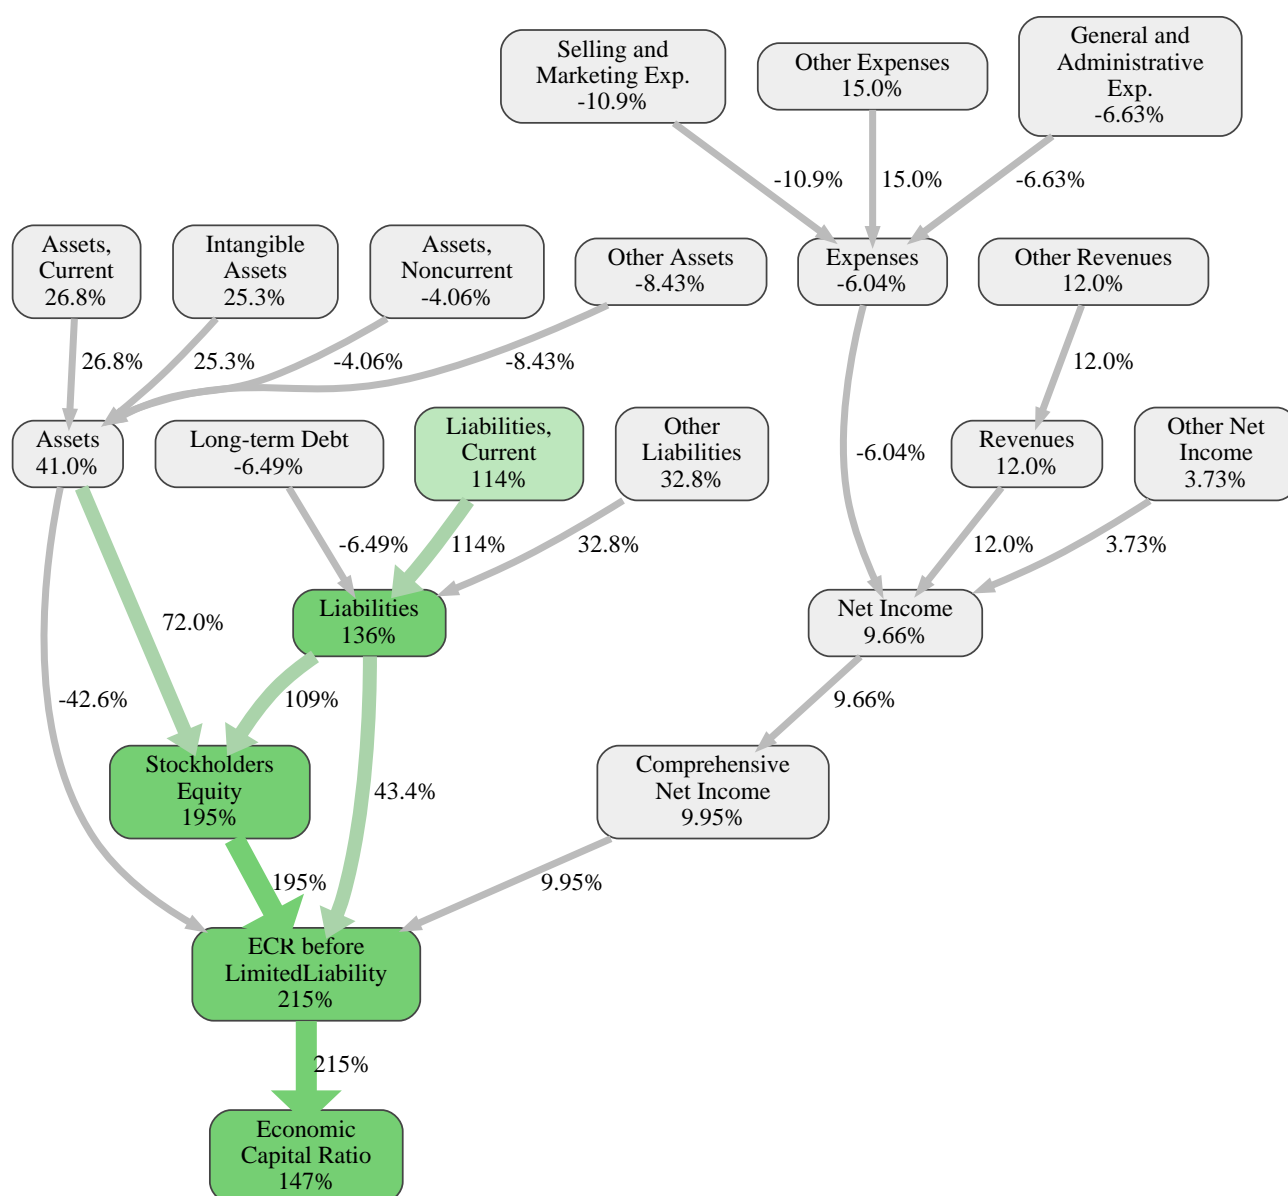 Selling and
Marketing Exp.
-10.9%
Other Expenses
15.0%
General and
Administrative
Exp.
-6.63%
-10.9%
15.0%
-6.63%
Assets,
Current
26.8%
Intangible
Assets
25.3%
Assets,
Noncurrent
-4.06%
Other Assets
-8.43%
Expenses
-6.04%
Other Revenues
12.0%
26.8%
25.3%
-4.06%
-8.43%
12.0%
Assets
41.0%
Long-term Debt
-6.49%
Liabilities,
Current
114%
Other
Liabilities
32.8%
-6.04%
Revenues
12.0%
Other Net
Income
3.73%
-6.49%
114%
32.8%
12.0%
3.73%
72.0%
Liabilities
136%
Net Income
9.66%
-42.6%
109%
9.66%
Stockholders
Equity
195%
43.4%
Comprehensive
Net Income
9.95%
195%
9.95%
ECR before
LimitedLiability
215%
215%
Economic
Capital Ratio
147%